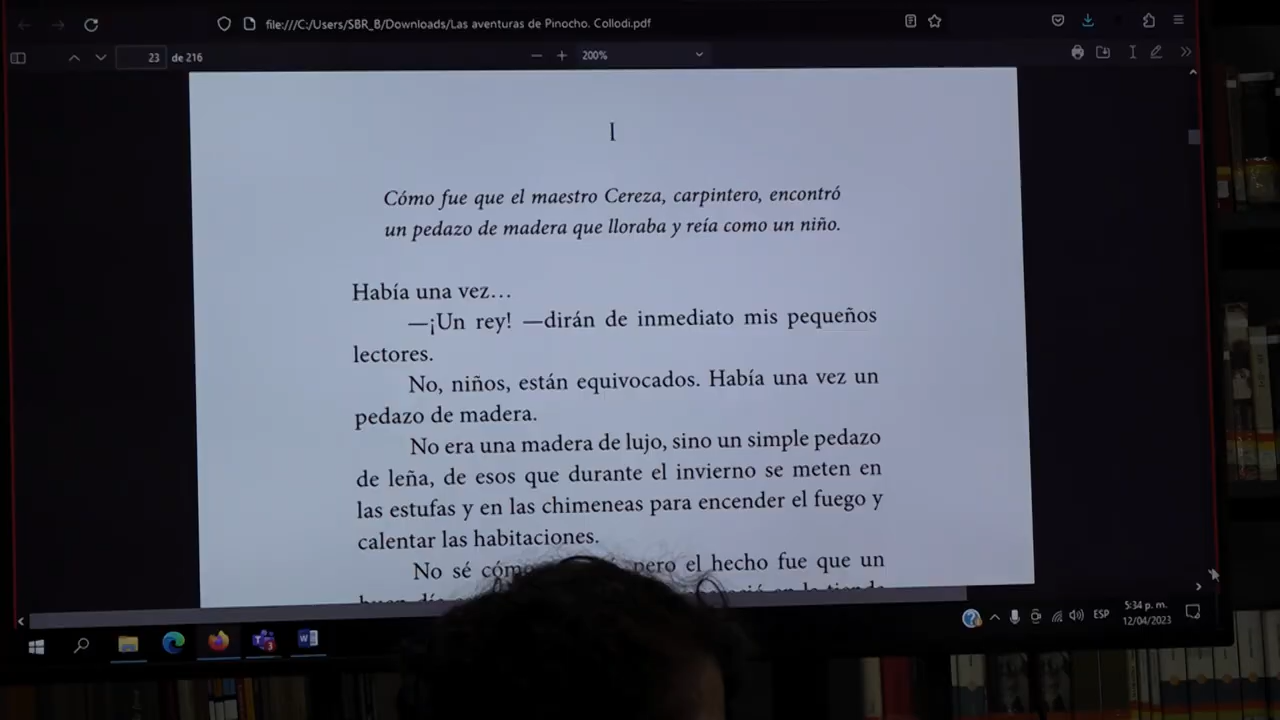 file:///C:/Users/SBR_B/Downloads/Las aventuras de Pinocho. Collodi.pdf
23 de 216
200%
I
Cómo fue que el maestro Cereza, carpintero, encontró
un pedazo de madera que lloraba y reía como un niño.
Había una vez…
—¡Un rey! —dirán de inmediato mis pequeños
lectores.
No, niños, están equivocados. Había una vez un
pedazo de madera.
No era una madera de lujo, sino un simple pedazo
de leña, de esos que durante el invierno se meten en
las estufas y en las chimeneas para encender el fuego y
calentar las habitaciones.
No sé cómo pero el hecho fue que un
ESP
5:34 p. m.
12/04/2023